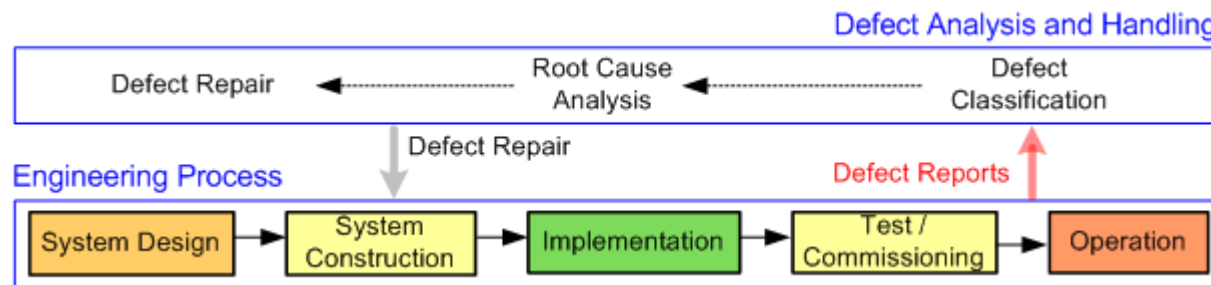 Defect Analysis and Handling
Defect Repair
Root Cause
Analysis
Defect
Classification
Defect Repair
Defect Reports
Engineering Process
System Design
System
Construction
Implementation
Test /
Commissioning
Operation